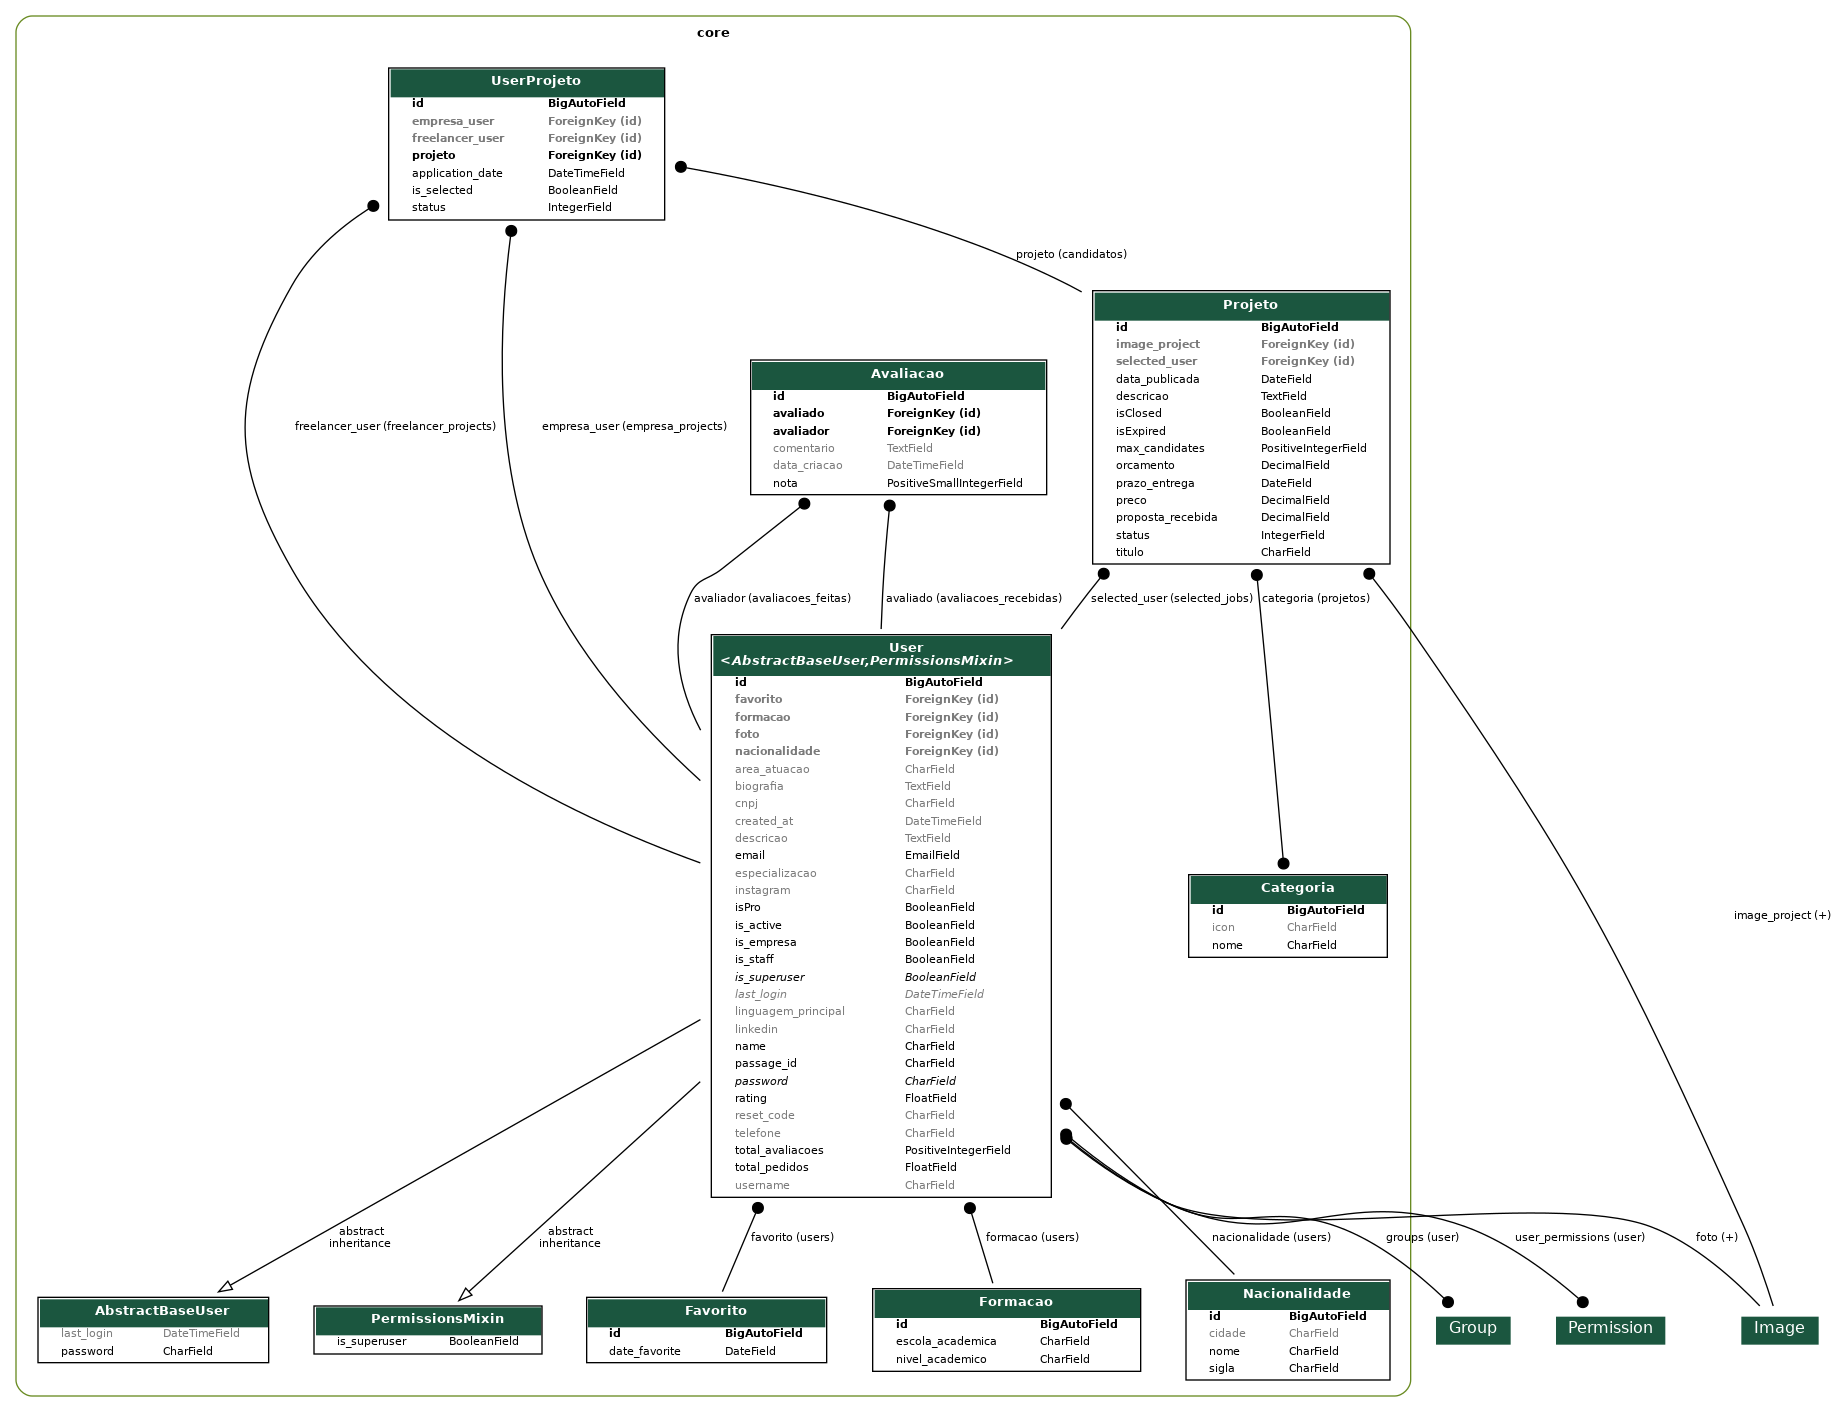 core
UserProjeto
id BigAutoField
empresa_user ForeignKey (id)
freelancer_user ForeignKey (id)
projeto ForeignKey (id)
application_date DateTimeField
is_selected BooleanField
status IntegerField
projeto (candidatos)
Projeto
id BigAutoField
image_project ForeignKey (id)
selected_user ForeignKey (id)
data_publicada DateField
descricao TextField
isClosed BooleanField
isExpired BooleanField
max_candidates PositiveIntegerField
orcamento DecimalField
prazo_entrega DateField
preco DecimalField
proposta_recebida DecimalField
status IntegerField
titulo CharField
Avaliacao
id BigAutoField
avaliado ForeignKey (id)
avaliador ForeignKey (id)
comentario TextField
data_criacao DateTimeField
nota PositiveSmallIntegerField
freelancer_user (freelancer_projects)
empresa_user (empresa_projects)
avaliador (avaliacoes_feitas)
avaliado (avaliacoes_recebidas)
selected_user (selected_jobs)
categoria (projetos)
User
<AbstractBaseUser,PermissionsMixin>
id BigAutoField
favorito ForeignKey (id)
formacao ForeignKey (id)
foto ForeignKey (id)
nacionalidade ForeignKey (id)
area_atuacao CharField
biografia TextField
cnpj CharField
created_at DateTimeField
descricao TextField
email EmailField
especializacao CharField
instagram CharField
isPro BooleanField
is_active BooleanField
is_empresa BooleanField
is_staff BooleanField
is_superuser BooleanField
last_login DateTimeField
linguagem_principal CharField
linkedin CharField
name CharField
passage_id CharField
password CharField
rating FloatField
reset_code CharField
telefone CharField
total_avaliacoes PositiveIntegerField
total_pedidos FloatField
username CharField
Categoria
id BigAutoField
icon CharField
nome CharField
image_project (+)
abstract
inheritance
abstract
inheritance
favorito (users)
formacao (users)
nacionalidade (users)
groups (user)
user_permissions (user)
foto (+)
AbstractBaseUser
last_login DateTimeField
password CharField
PermissionsMixin
is_superuser BooleanField
Favorito
id BigAutoField
date_favorite DateField
Formacao
id BigAutoField
escola_academica CharField
nivel_academico CharField
Nacionalidade
id BigAutoField
cidade CharField
nome CharField
sigla CharField
Group
Permission
Image